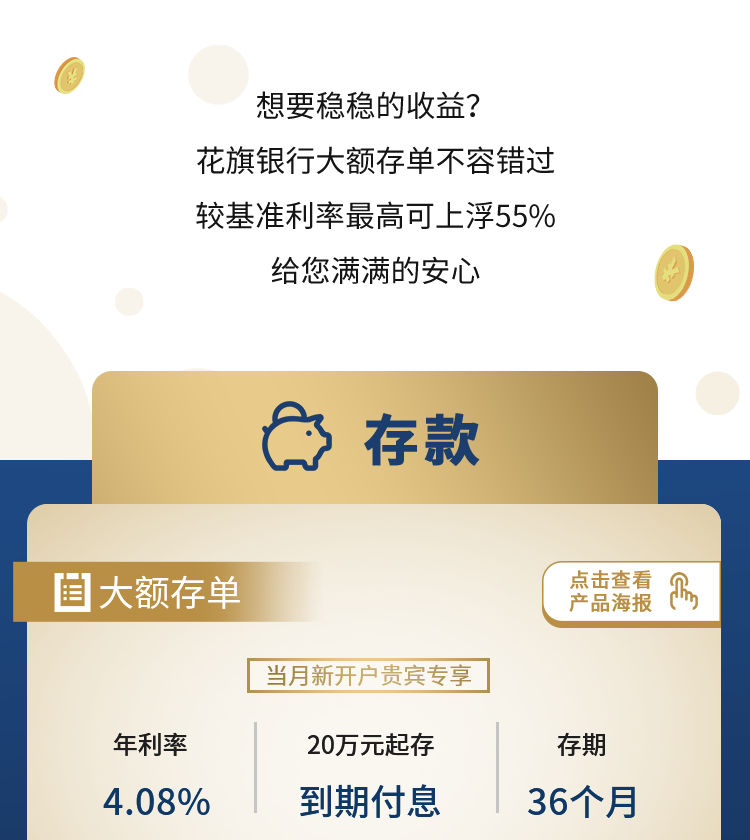 想要稳稳的收益？
花旗银行大额存单不容错过
较基准利率最高可上浮55%
给您满满的安心
存款
大额存单
点击查看
产品海报
当月新开户贵宾专享
年利率
4.08%
20万元起存
到期付息
存期
36个月